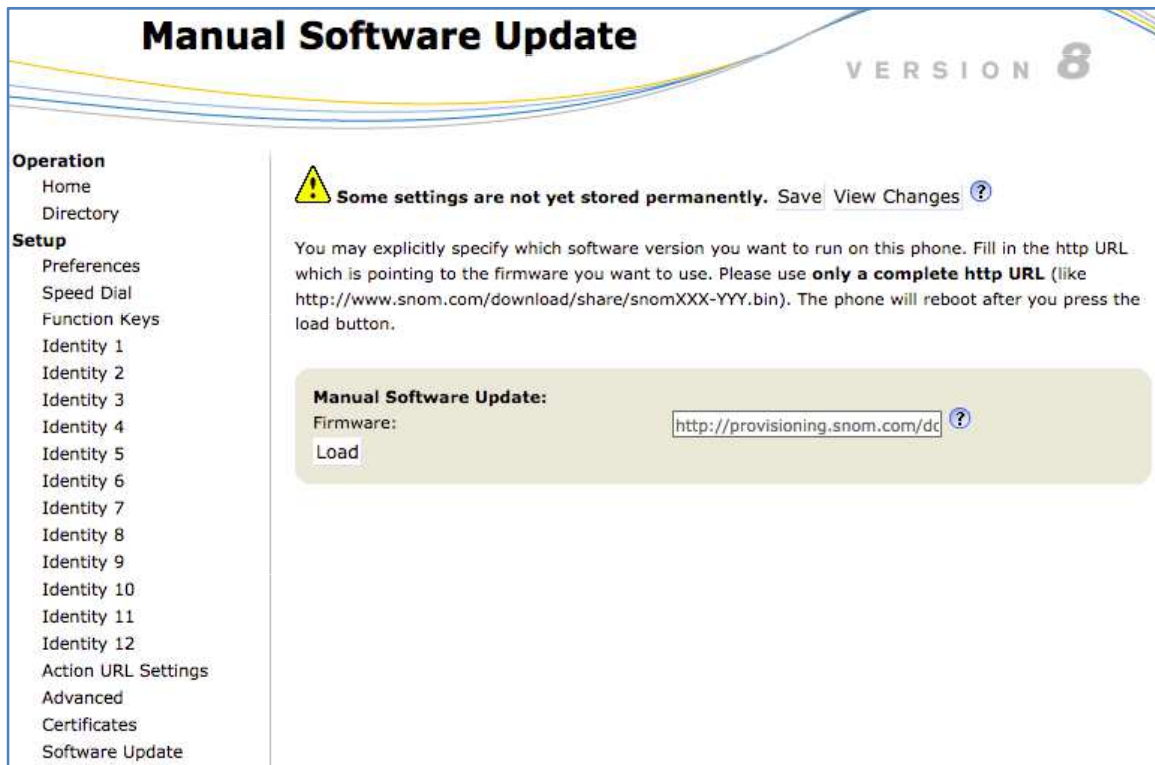 Manual Software Update
VERSION 8
Operation
Home
Directory
Setup
Preferences
Speed Dial
Function Keys
Identity 1
Identity 2
Identity 3
Identity 4
Identity 5
Identity 6
Identity 7
Identity 8
Identity 9
Identity 10
Identity 11
Identity 12
Action URL Settings
Advanced
Certificates
Software Update
Some settings are not yet stored permanently. Save View Changes ?
You may explicitly specify which software version you want to run on this phone. Fill in the http URL
which is pointing to the firmware you want to use. Please use only a complete http URL (like
http://www.snom.com/download/share/snomXXX-YYY.bin). The phone will reboot after you press the
load button.
Manual Software Update:
Firmware: http://provisioning.snom.com/dc ?
Load